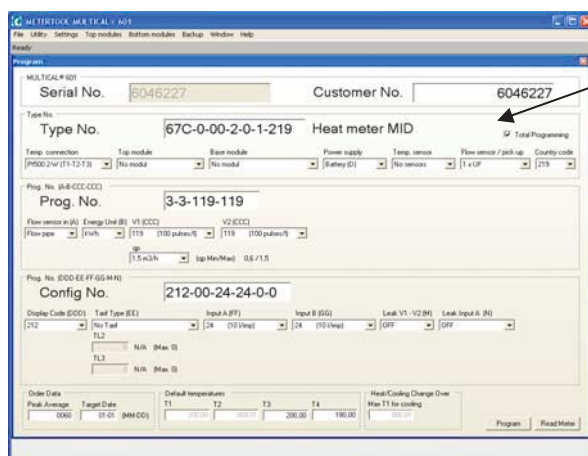 METERTOOL MULTICAL® 601
File Utility Settings Top modules Bottom modules Backup Window Help
Ready
Program
MULTICAL® 601
Serial No. 6046227 Customer No. 6046227
Type No.
Type No. 67C-0-00-2-0-1-219 Heat meter MID Total Programming
Temp. connection Top module Base module Power supply Temp. sensor Flow sensor / pick up Country code
Pt500 2-W (T1-T2-T3) No modul No modul Battery (D) No sensors 1 x UF 219
Prog. No. (A-B-CCC-CCC)
Prog. No. 3-3-119-119
Flow sensor in (A) Energy Unit (B) V1 (CCC) V2 (CCC)
Flow pipe kWh 119 (100 pulses/l) 119 (100 pulses/l)
qp
1.5 m3/h (qp Min/Max) 0,6 / 1,5
Prog. No. (DDD-EE-FF-GG-M-N)
Config No. 212-00-24-24-0-0
Display Code (DDD) Tarif Type (EE) Input A (FF) Input B (GG) Leak V1 - V2 (M) Leak Input A (N)
212 No Tarif 24 (10 l/imp) 24 (10 l/imp) OFF OFF
TL2
0 N/A (Max. 0)
TL3
0 N/A (Max. 0)
Order Data Default temperatures Heat/Cooling Change Over
Peak Average Target Date T1 T2 T3 T4 Max T1 for cooling
0060 01-01 (MM-DD) 200,00 180,00
Program Read Meter